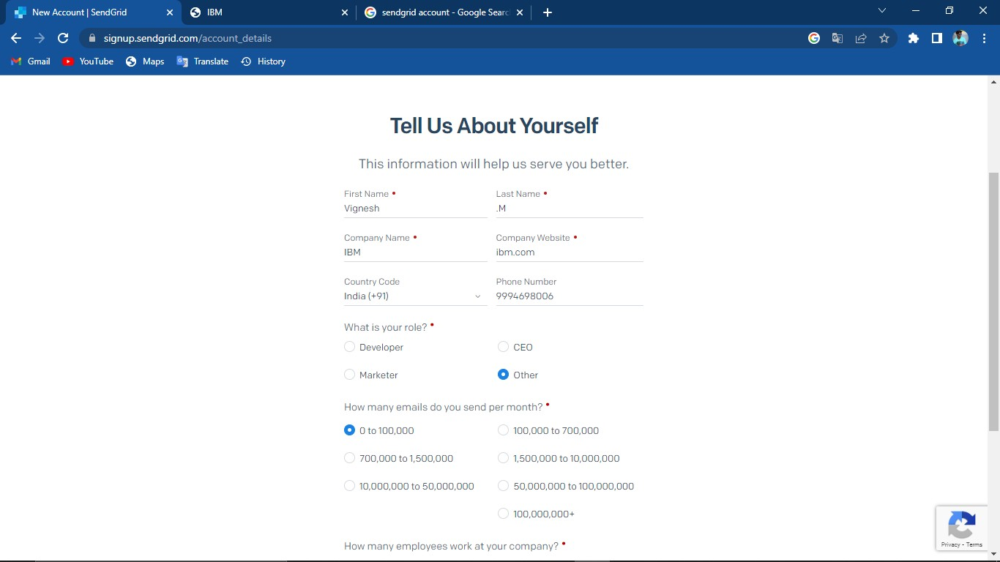 New Account | SendGrid
IBM
sendgrid account - Google Searc
signup.sendgrid.com/account_details
Gmail
YouTube
Maps
Translate
History
Tell Us About Yourself
This information will help us serve you better.
First Name • Last Name •
Vignesh .M
Company Name • Company Website •
IBM ibm.com
Country Code Phone Number
India (+91) 9994698006
What is your role? •
Developer CEO
Marketer Other
How many emails do you send per month? •
0 to 100,000 100,000 to 700,000
700,000 to 1,500,000 1,500,000 to 10,000,000
10,000,000 to 50,000,000 50,000,000 to 100,000,000
100,000,000+
How many employees work at your company? •
Privacy - Terms